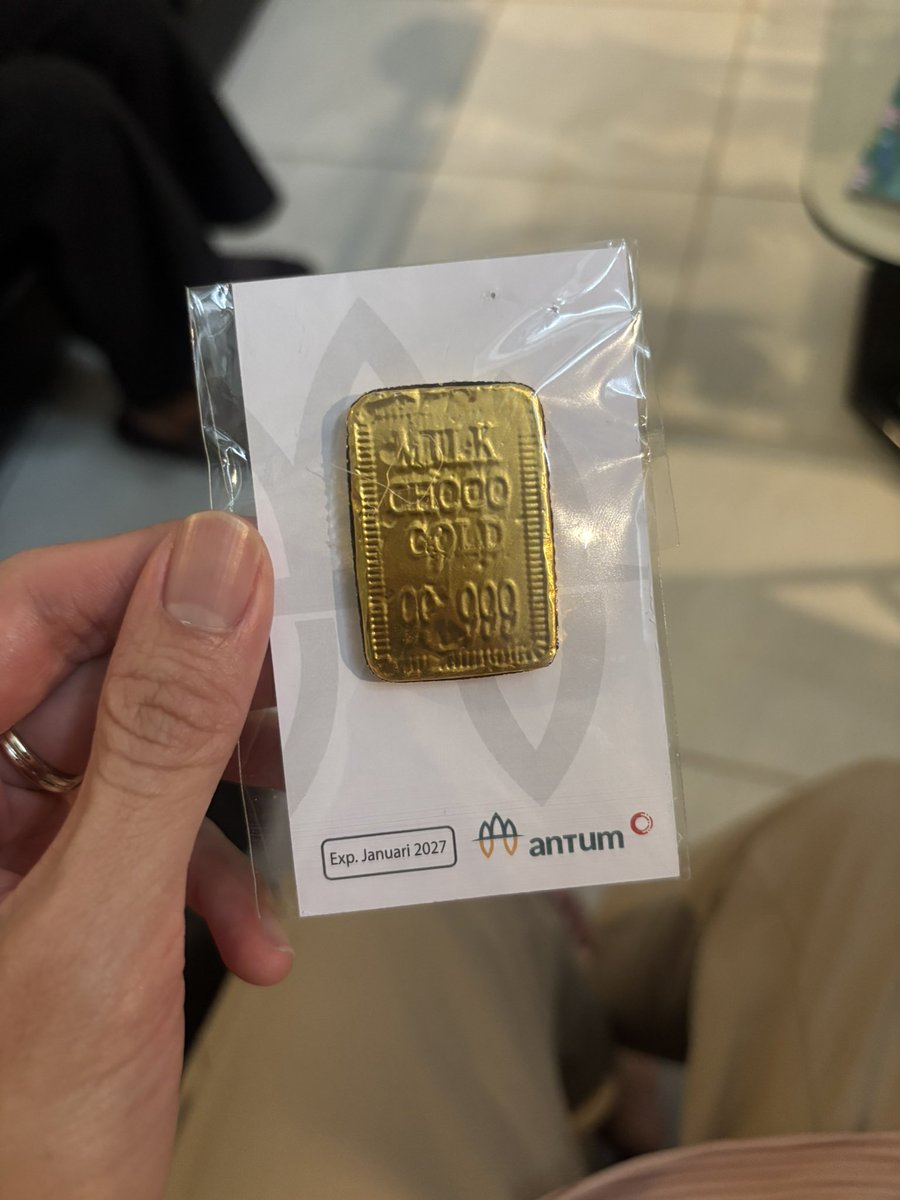 MILK
CHOCO
GOLD
999
Exp. Januari 2027
anTum